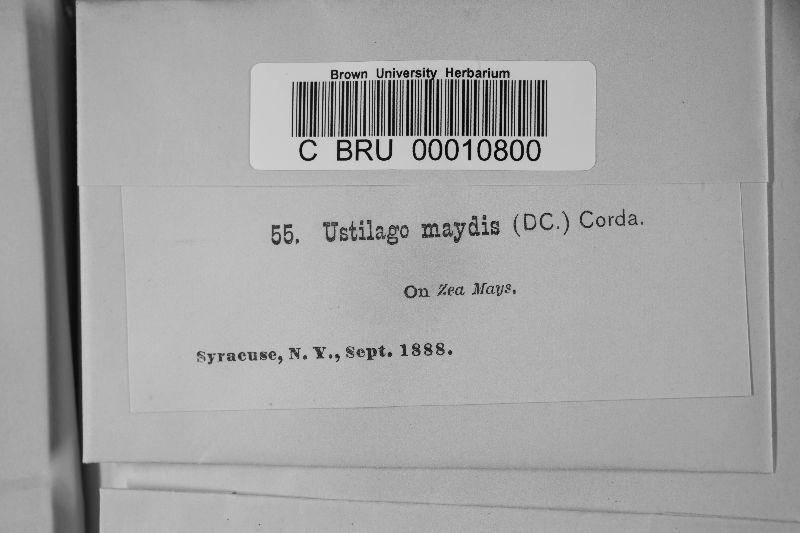 Brown University Herbarium
C BRU 00010800
55. Ustilago maydis (DC.) Corda.
On Zea Mays.
Syracuse, N. Y., Sept. 1888.